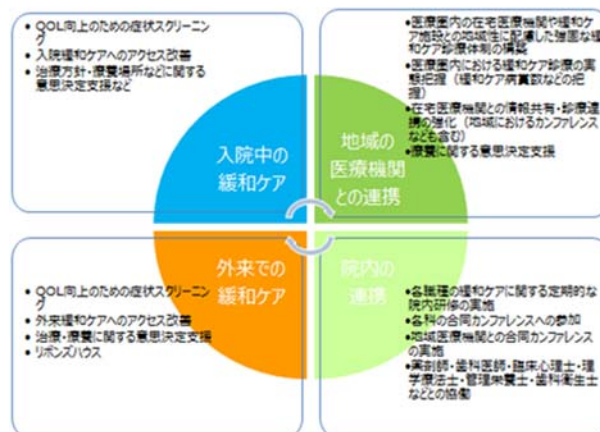 • QOL向上のための症状スクリーニン
グ
• 入院緩和ケアへのアクセス改善
• 治療方針・療養場所などに関する
意思決定支援など
•医療圏内の在宅医療機関や緩和ケ
ア施設との地域性に配慮した強固な緩
和ケア診療体制の構築
•医療圏内における緩和ケア診療の実
態把握（緩和ケア病賞数などの把
握）
•在宅医療機関との情報共有・診療連
携の強化（地域におけるカンファレンス
なども含む）
•療養に関する意思決定支援
入院中の
緩和ケア
地域の
医療機関
との連携
外来での
緩和ケア
院内の
連携
• QOL向上のための症状スクリーニン
グ
• 外来緩和ケアへのアクセス改善
• 治療・療養に関する意思決定支援
• リボンズハウス
•各職種の緩和ケアに関する定期的な
院内研修の実施
•各科の合同カンファレンスへの参加
•地域医療機関との合同カンファレンス
の実施
•薬剤師・歯科医師・臨床心理士・理
学療法士・管理栄養士・歯科衛生士
などとの協働